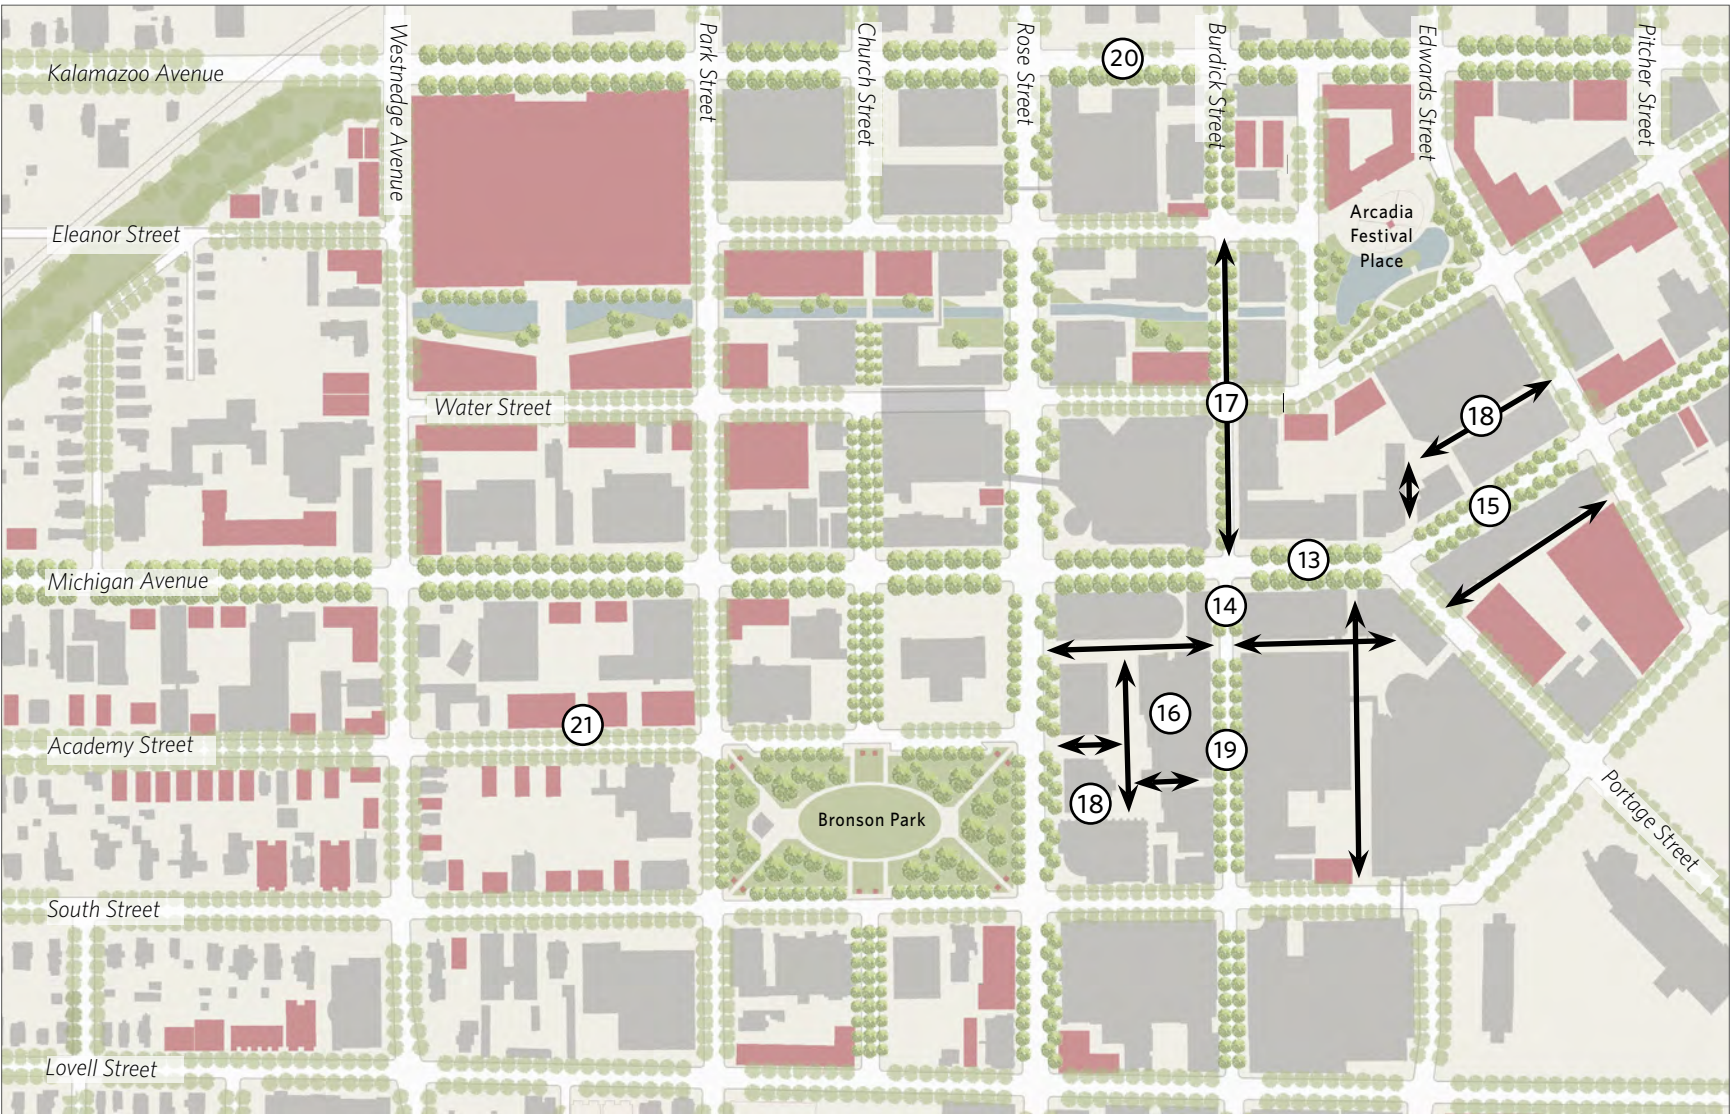 Westnedge Avenue
Park Street
Church Street
Rose Street
Burdick Street
Edwards Street
Pitcher Street
20
Kalamazoo Avenue
Arcadia
Festival
Place
Eleanor Street
Water Street
17
18
15
13
Michigan Avenue
14
16
21
19
Academy Street
18
Bronson Park
Portage Street
South Street
Lovell Street